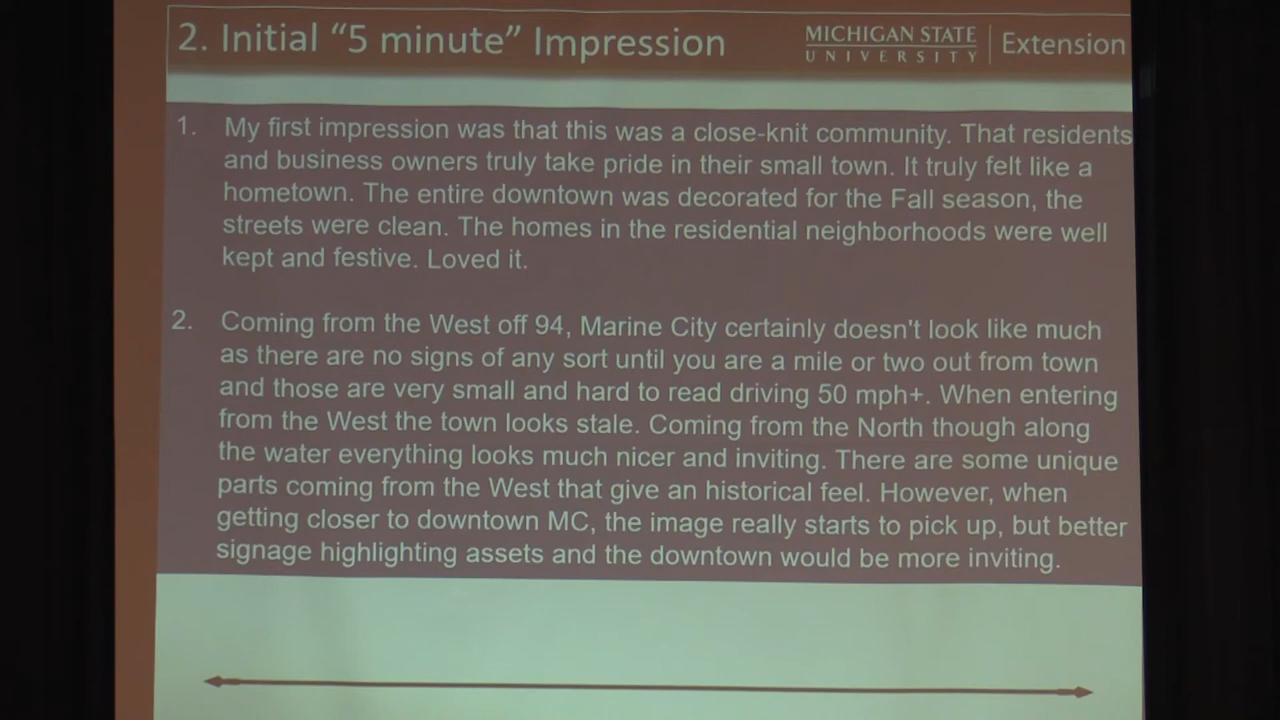 2. Initial “5 minute” Impression
MICHIGAN STATE
UNIVERSITY
Extension
1. My first impression was that this was a close-knit community. That residents
and business owners truly take pride in their small town. It truly felt like a
hometown. The entire downtown was decorated for the Fall season, the
streets were clean. The homes in the residential neighborhoods were well
kept and festive. Loved it.
2. Coming from the West off 94, Marine City certainly doesn't look like much
as there are no signs of any sort until you are a mile or two out from town
and those are very small and hard to read driving 50 mph+. When entering
from the West the town looks stale. Coming from the North though along
the water everything looks much nicer and inviting. There are some unique
parts coming from the West that give an historical feel. However, when
getting closer to downtown MC, the image really starts to pick up, but better
signage highlighting assets and the downtown would be more inviting.